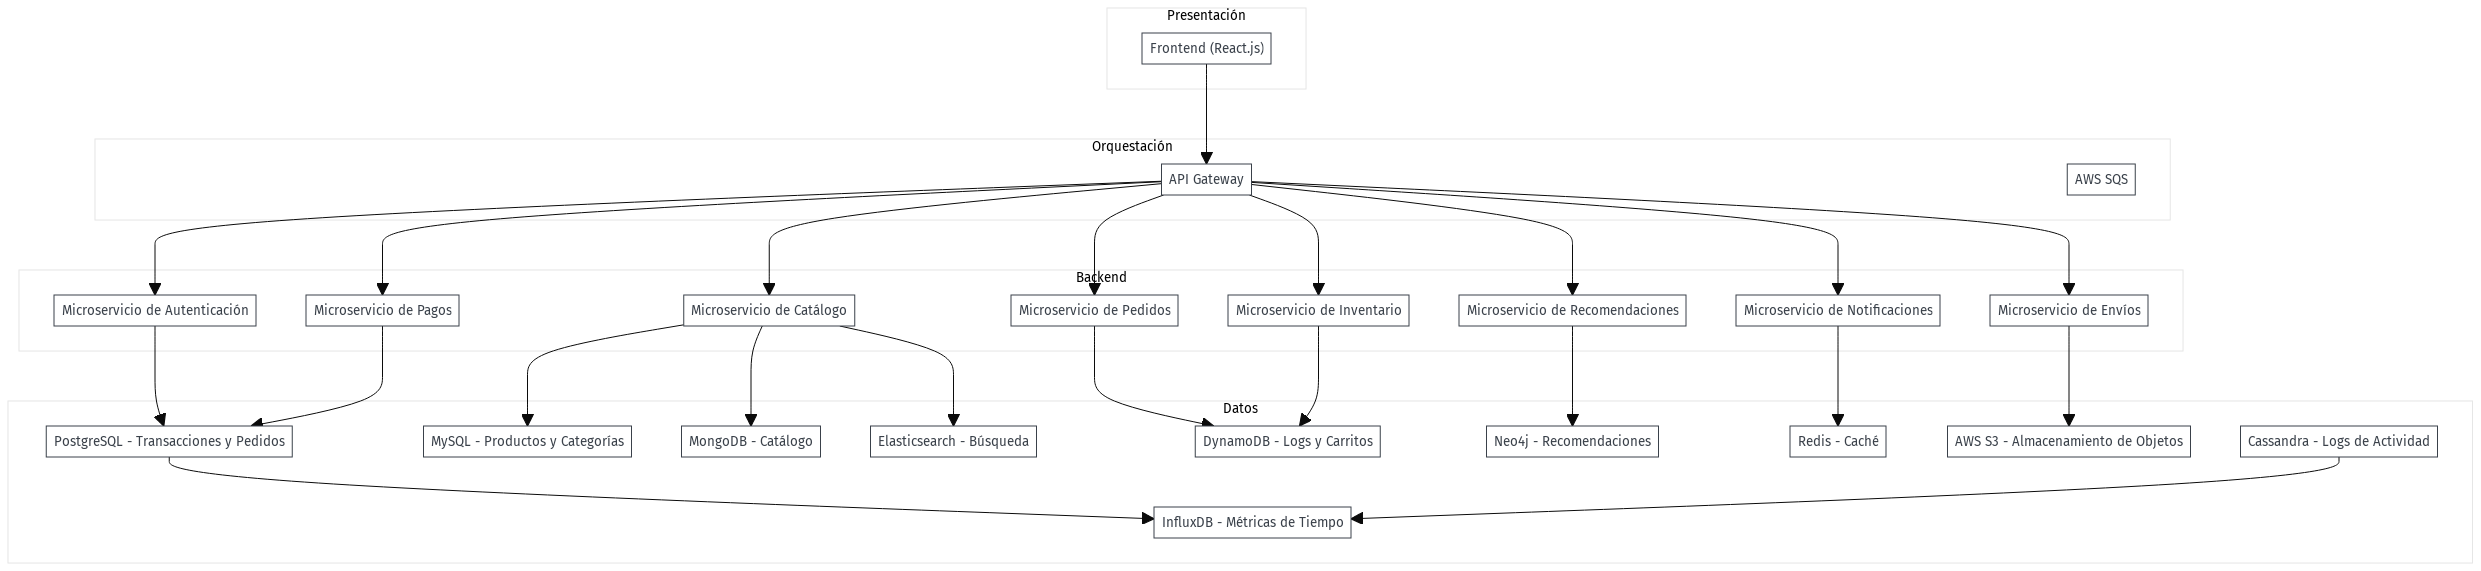 Presentación
Frontend (React.js)
Orquestación
API Gateway
AWS SQS
Backend
Microservicio de Autenticación
Microservicio de Pagos
Microservicio de Catálogo
Microservicio de Pedidos
Microservicio de Inventario
Microservicio de Recomendaciones
Microservicio de Notificaciones
Microservicio de Envíos
Datos
PostgreSQL - Transacciones y Pedidos
MySQL - Productos y Categorías
MongoDB - Catálogo
Elasticsearch - Búsqueda
DynamoDB - Logs y Carritos
Neo4j - Recomendaciones
Redis - Caché
AWS S3 - Almacenamiento de Objetos
Cassandra - Logs de Actividad
InfluxDB - Métricas de Tiempo